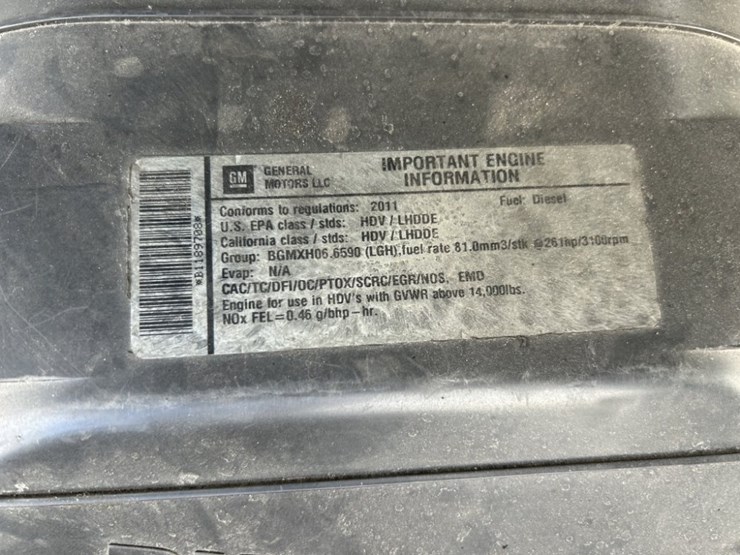 GM
GENERAL
MOTORS LLC
IMPORTANT ENGINE
INFORMATION
Conforms to regulations: 2011
Fuel: Diesel
U.S. EPA class / stds: HDV / LHDDE
California class / stds: HDV / LHDDE
Group: BGMXH06.6590 (LGH).fuel rate 81.0mm3/stk @261hp/3100rpm
Evap: N/A
CAC/TC/DFI/OC/PTOX/SCRC/EGR/NOS, EMD
Engine for use in HDV's with GVWR above 14,000lbs.
NOx FEL=0.46 g/bhp-hr.
*B1189708*